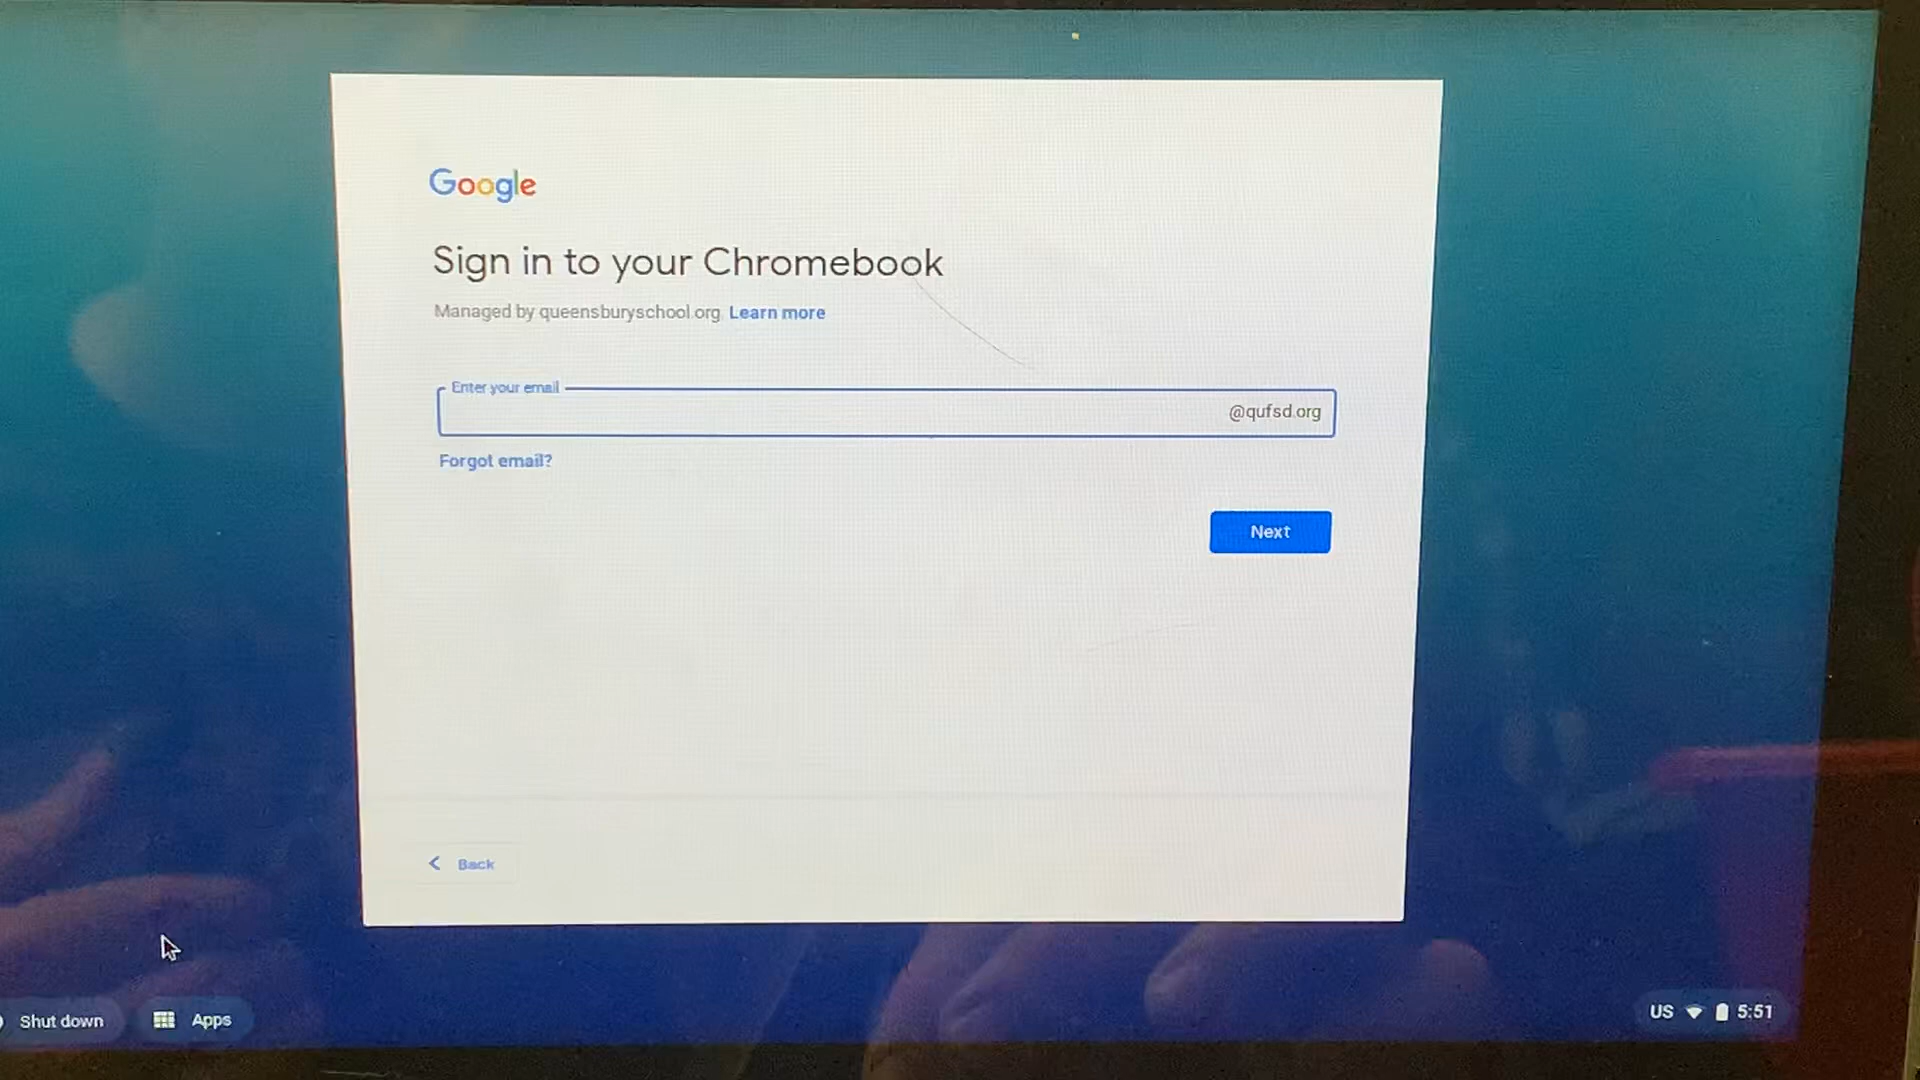 Google
Sign in to your Chromebook
Managed by queensburyschool.org. Learn more
Enter your email
@qufsd.org
Forgot email?
Next
Back
Shut down
Apps
US
5:51